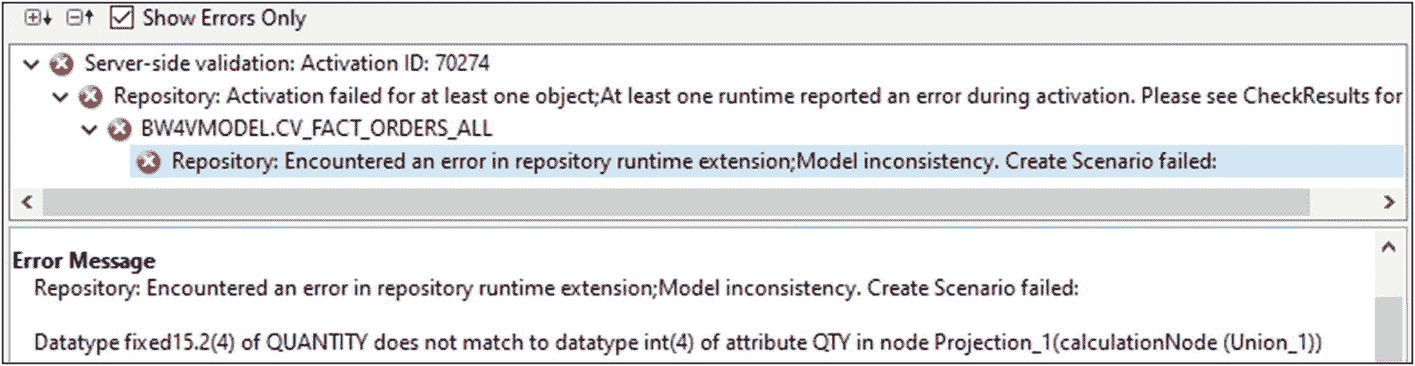 Show Errors Only
Server-side validation: Activation ID: 70274
Repository: Activation failed for at least one object;At least one runtime reported an error during activation. Please see CheckResults for
BW4VMODEL.CV_FACT_ORDERS_ALL
Repository: Encountered an error in repository runtime extension;Model inconsistency. Create Scenario failed:
Error Message
Repository: Encountered an error in repository runtime extension;Model inconsistency. Create Scenario failed:
Datatype fixed15.2(4) of QUANTITY does not match to datatype int(4) of attribute QTY in node Projection_1(calculationNode (Union_1))